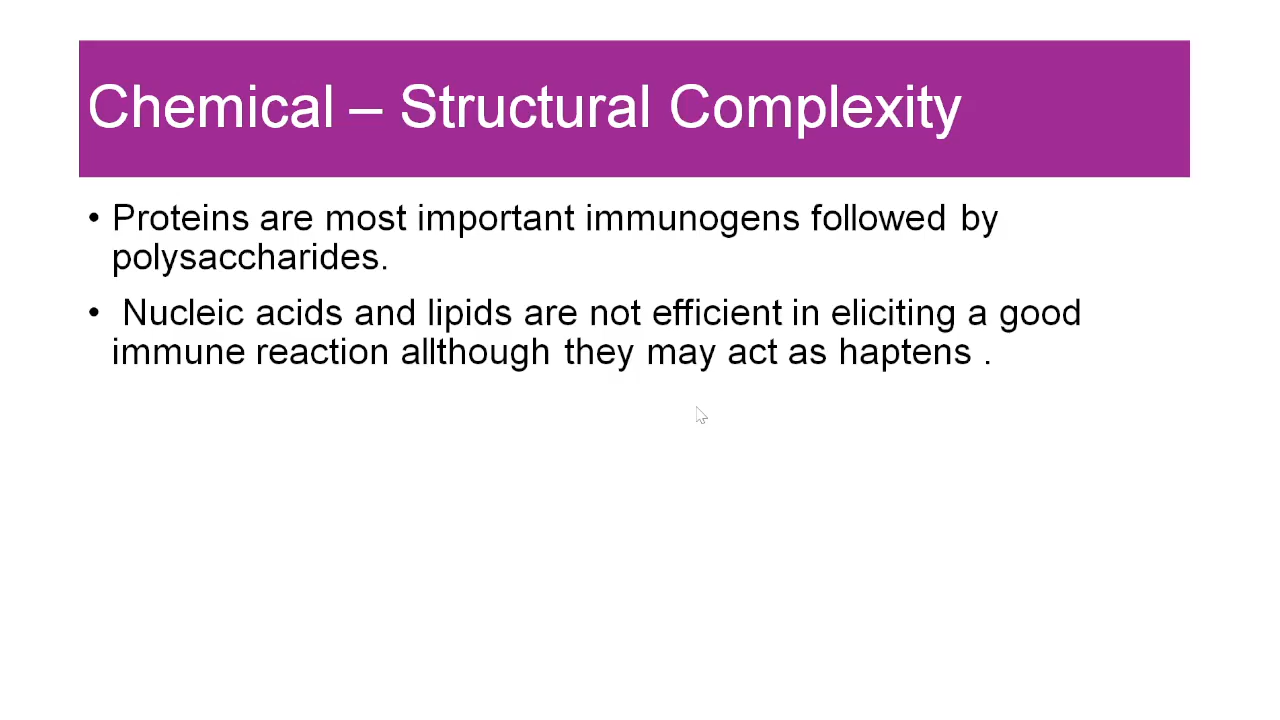 Chemical – Structural Complexity
• Proteins are most important immunogens followed by
polysaccharides.
• Nucleic acids and lipids are not efficient in eliciting a good
immune reaction allthough they may act as haptens .